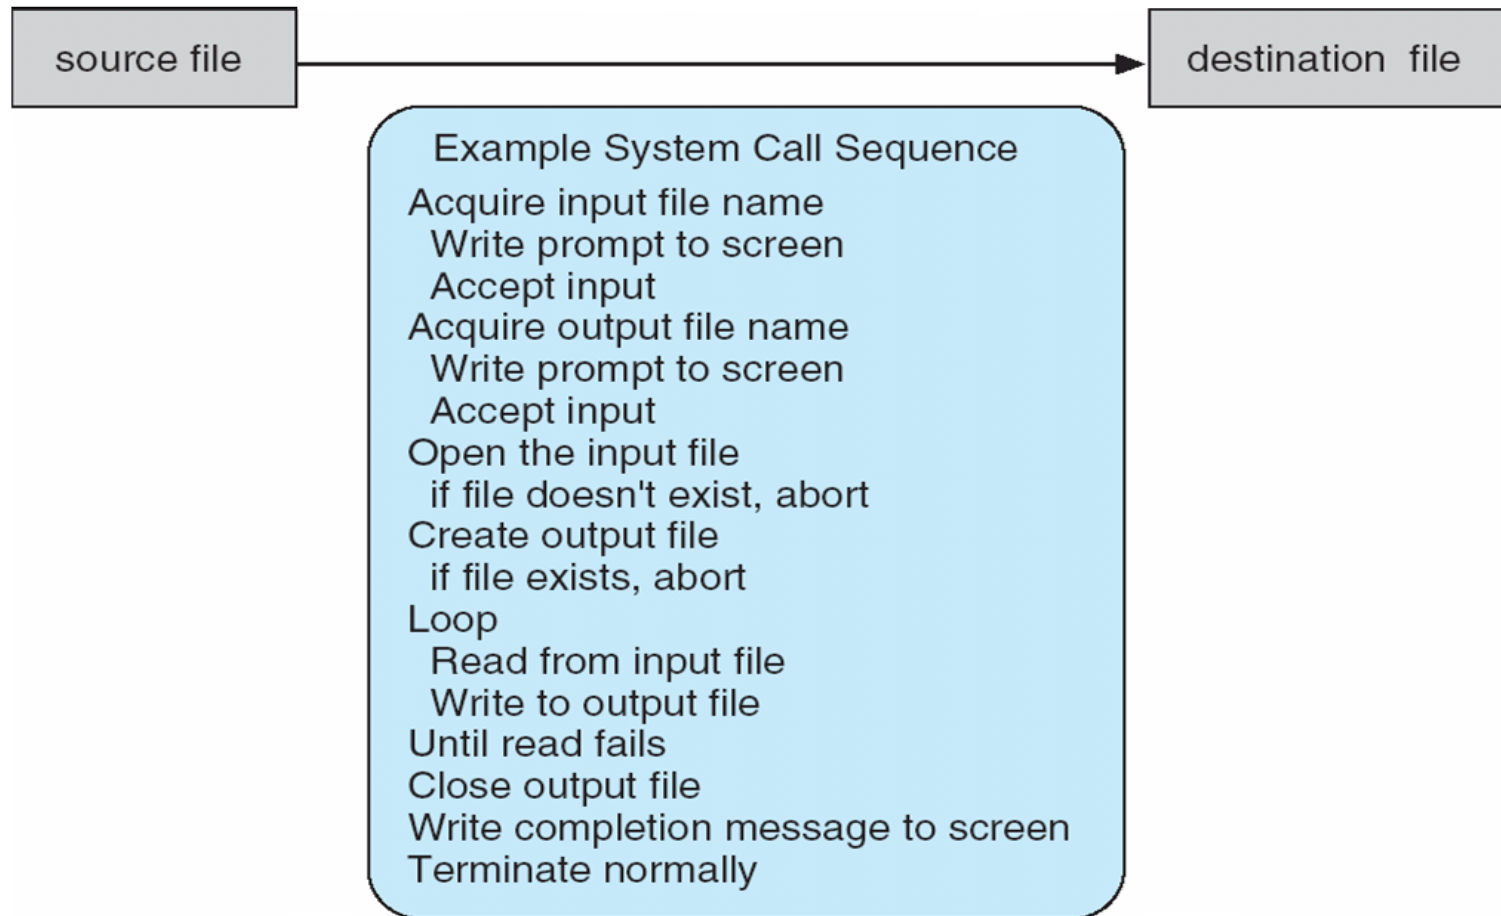 source file
destination file
Example System Call Sequence
Acquire input file name
Write prompt to screen
Accept input
Acquire output file name
Write prompt to screen
Accept input
Open the input file
if file doesn't exist, abort
Create output file
if file exists, abort
Loop
Read from input file
Write to output file
Until read fails
Close output file
Write completion message to screen
Terminate normally